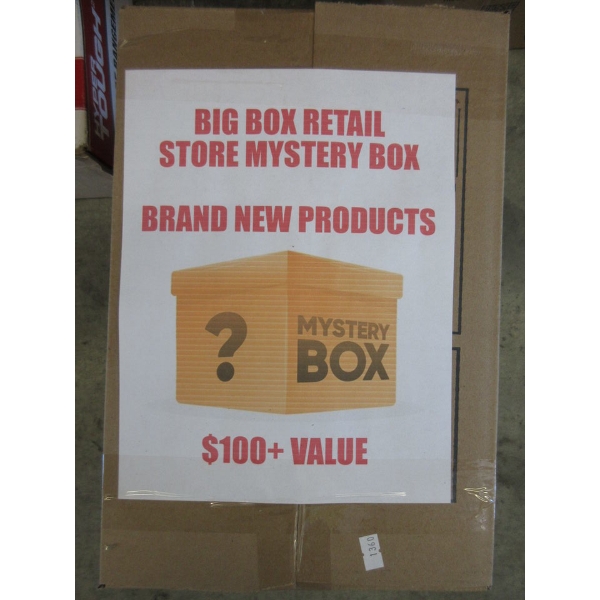 BIG BOX RETAIL
STORE MYSTERY BOX
BRAND NEW PRODUCTS
?
MYSTERY
BOX
$100+ VALUE
1360